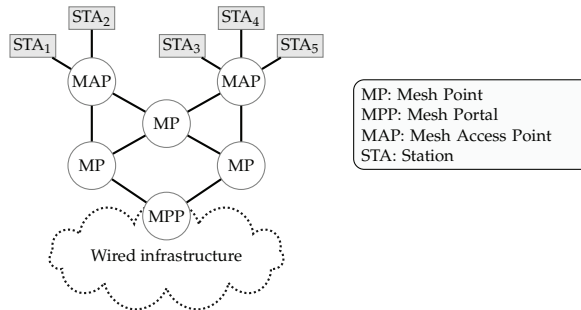 STA₂ STA₄
STA₁ STA₃ STA₅
MAP MAP
MP
MP MP
MPP
Wired infrastructure
MP: Mesh Point
MPP: Mesh Portal
MAP: Mesh Access Point
STA: Station